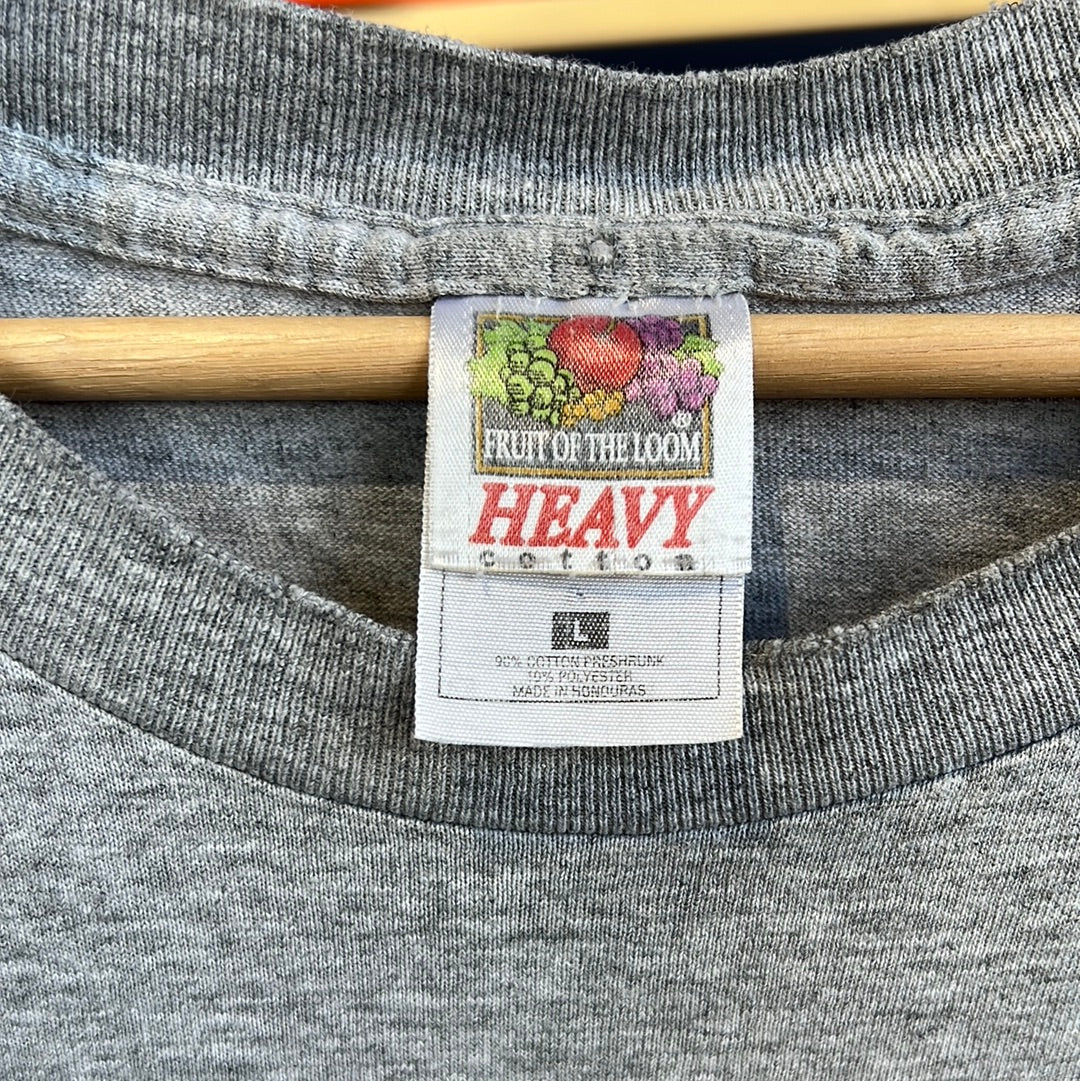 ®
FRUIT OF THE LOOM
HEAVY
cotton
L
90% COTTON PRESHRUNK
10% POLYESTER
MADE IN HONDURAS